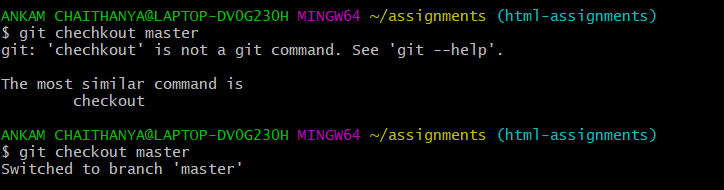 ANKAM CHAITHANYA@LAPTOP-DV0G230H MINGW64 ~/assignments (html-assignments)
$ git chechkout master
git: 'chechkout' is not a git command. See 'git --help'.
The most similar command is
checkout
ANKAM CHAITHANYA@LAPTOP-DV0G230H MINGW64 ~/assignments (html-assignments)
$ git checkout master
Switched to branch 'master'